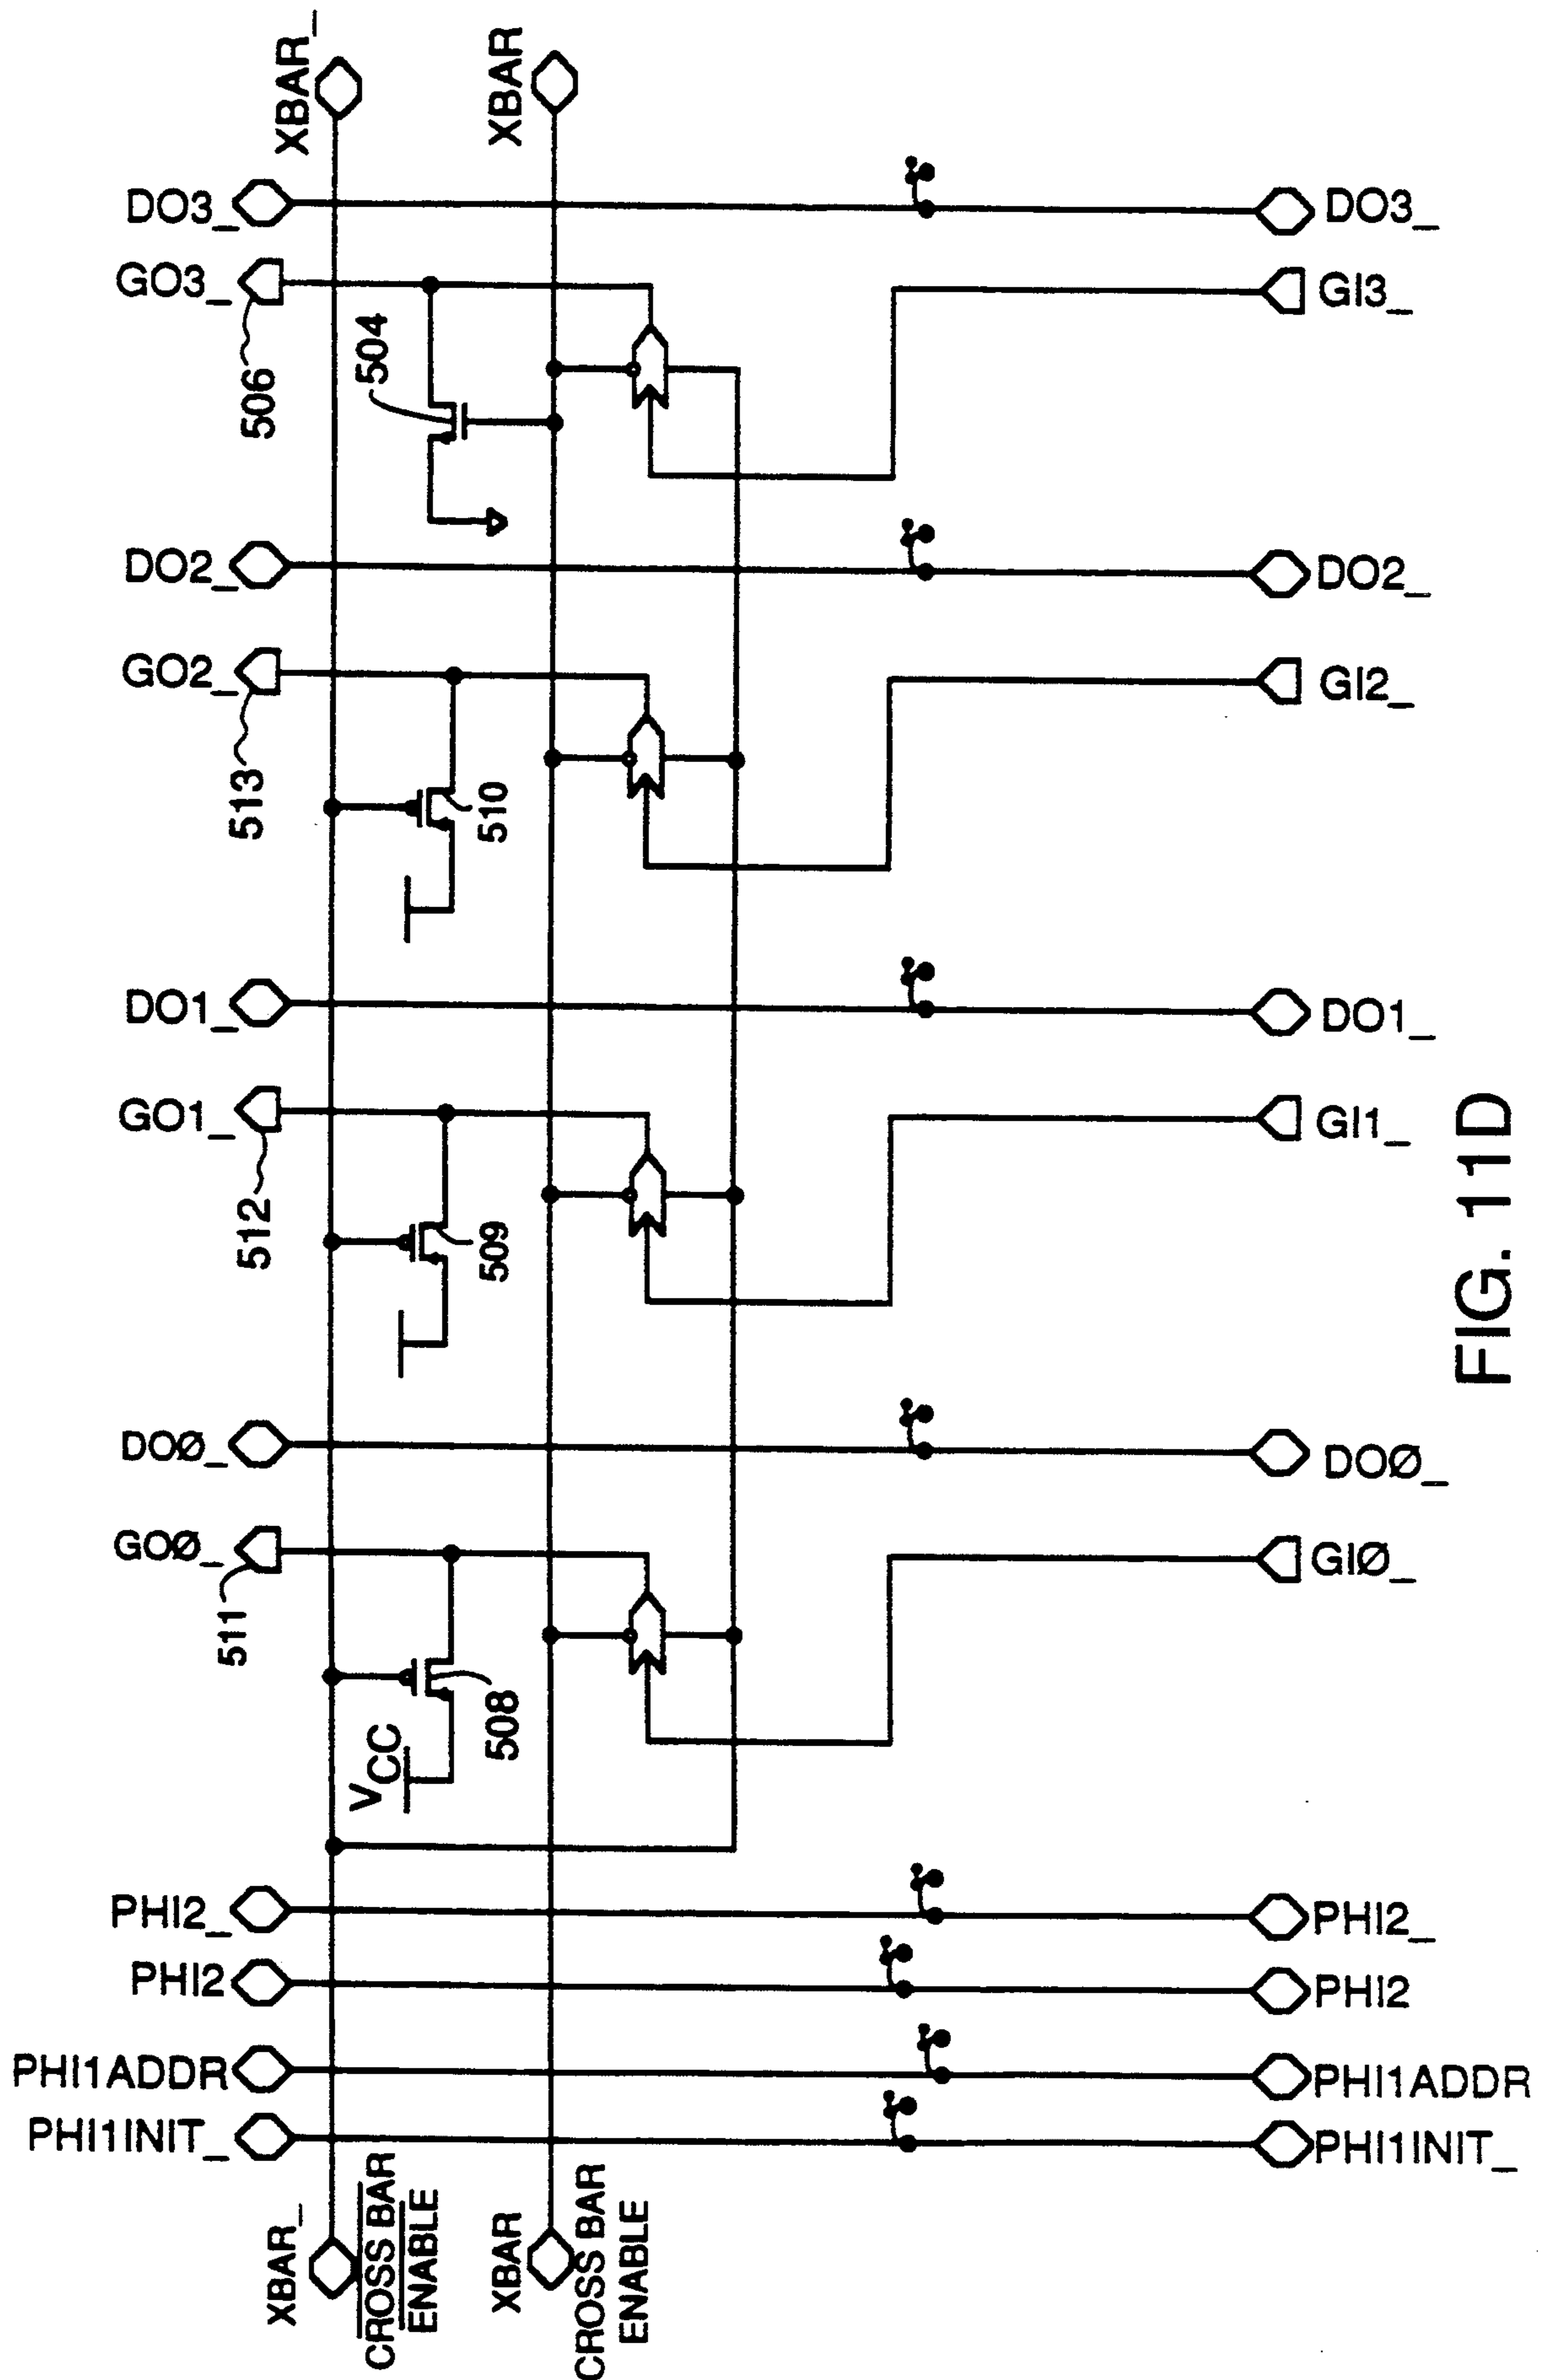 XBAR_
XBAR
DO3_
GO3_
506
504
DO3_
GI3_
DO2_
GO2_
513
510
DO2_
GI2_
DO1_
GO1_
512
509
DO1_
GI1_
DOØ_
GOØ_
511
508
VCC
DOØ_
GIØ_
PHI2_
PHI2
PHI1ADDR
PHI1INIT_
PHI2_
PHI2
PHI1ADDR
PHI1INIT_
XBAR_
CROSS BAR
ENABLE
XBAR
CROSS BAR
ENABLE
FIG. 11D